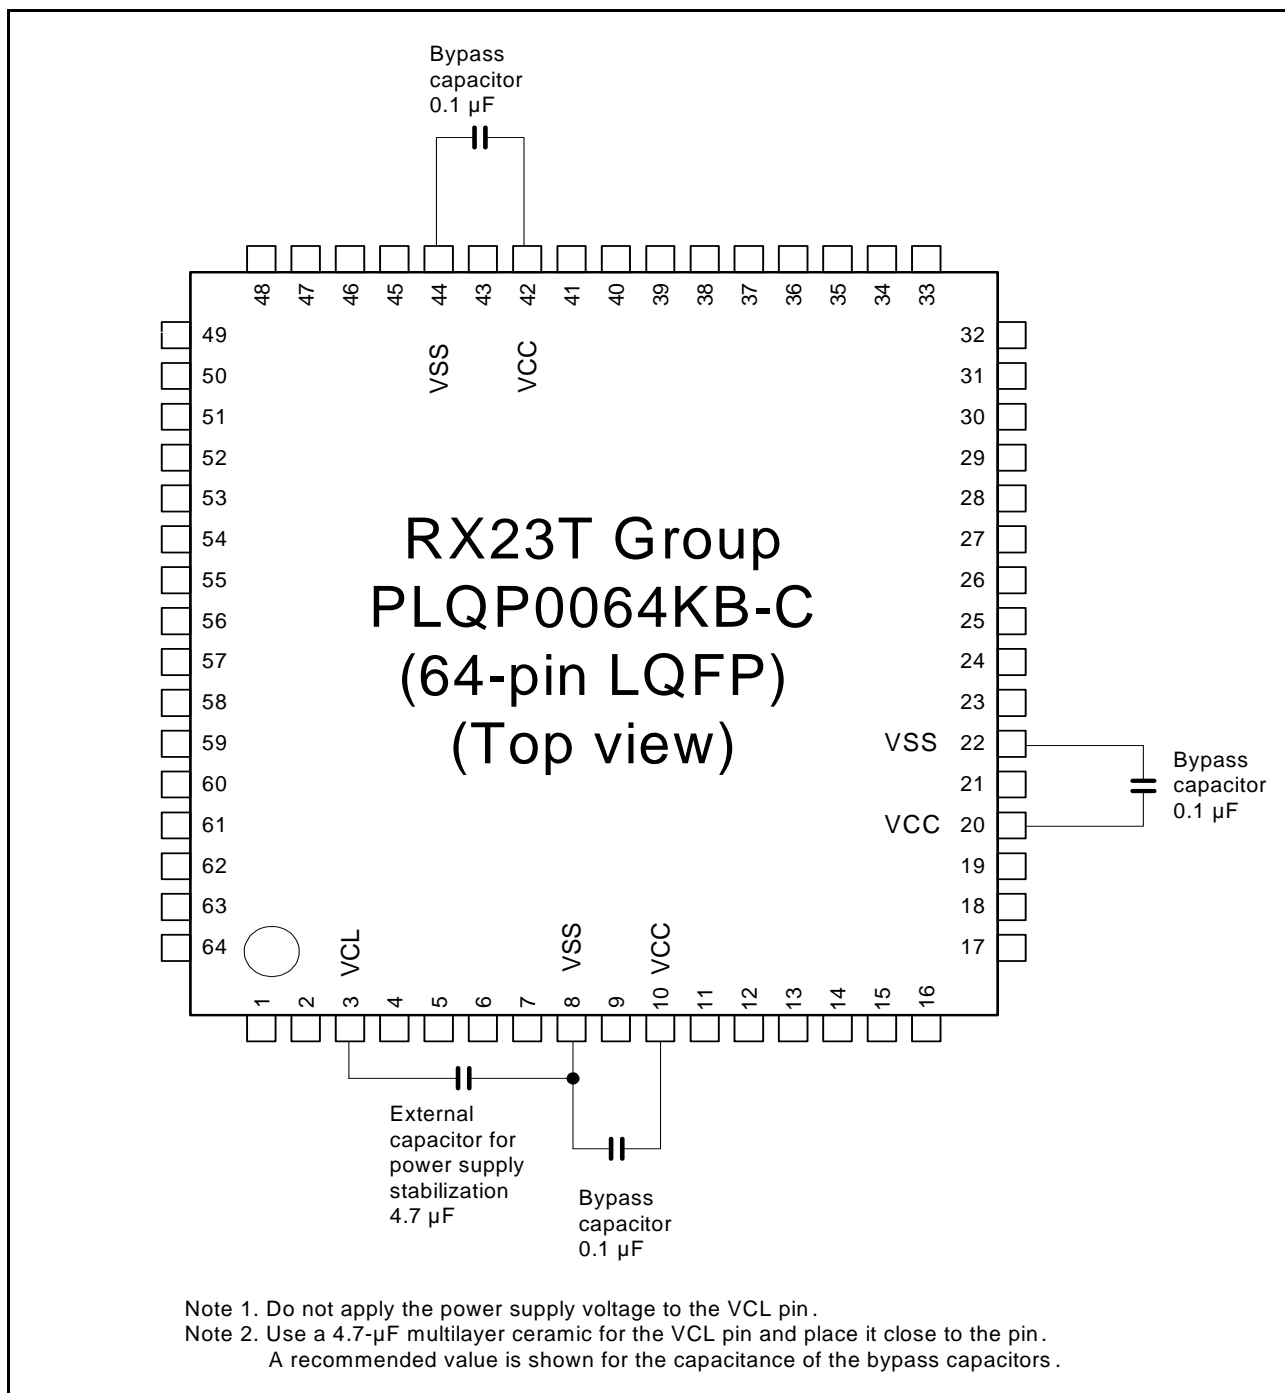 Bypass
capacitor
0.1 µF
48 47 46 45 44 43 42 41 40 39 38 37 36 35 34 33
VSS VCC
49
50
51
52
53
54
55
56
57
58
59
60
61
62
63
64
32
31
30
29
28
27
26
25
24
23
VSS 22
21
VCC 20
19
18
17
RX23T Group
PLQP0064KB-C
(64-pin LQFP)
(Top view)
Bypass
capacitor
0.1 µF
VCL VSS VCC
1 2 3 4 5 6 7 8 9 10 11 12 13 14 15 16
External
capacitor for
power supply
stabilization
4.7 µF
Bypass
capacitor
0.1 µF
Note 1. Do not apply the power supply voltage to the VCL pin.
Note 2. Use a 4.7-µF multilayer ceramic for the VCL pin and place it close to the pin.
A recommended value is shown for the capacitance of the bypass capacitors.